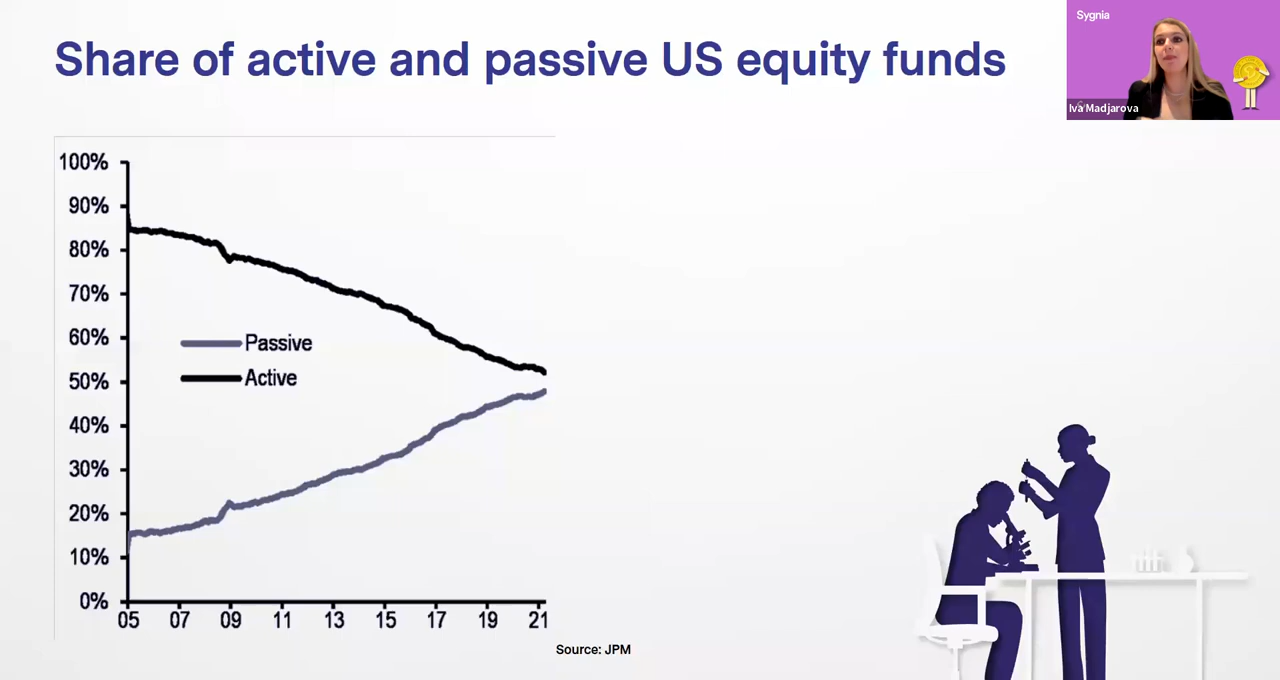 Share of active and passive US equity funds
Sygnia
Iva Madjarova
100%
90%
80%
70%
60%
50%
40%
30%
20%
10%
0%
Passive
Active
05 07 09 11 13 15 17 19 21
Source: JPM